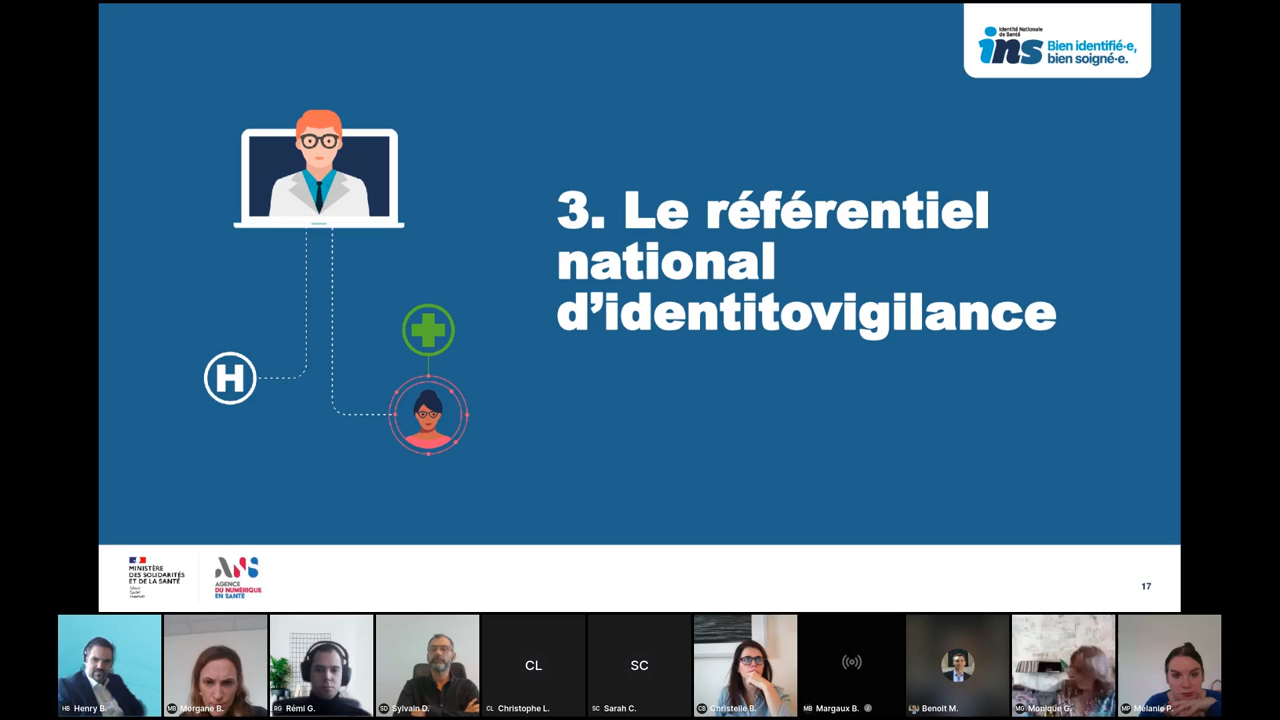 Identité Nationale
de Santé
ins
Bien identifié·e,
bien soigné·e.
3. Le référentiel
national
d’identitovigilance
H
MINISTÈRE
DES SOLIDARITÉS
ET DE LA SANTÉ
ANS
AGENCE
DU NUMÉRIQUE
EN SANTÉ
17
CL
SC
HB Henry B.
MB Morgane B.
RG Rémi G.
SD Sylvain D.
CL Christophe L.
SC Sarah C.
CB Christelle B.
MB Margaux B.
Benoit M.
MG Monique G.
MP Mélanie P.